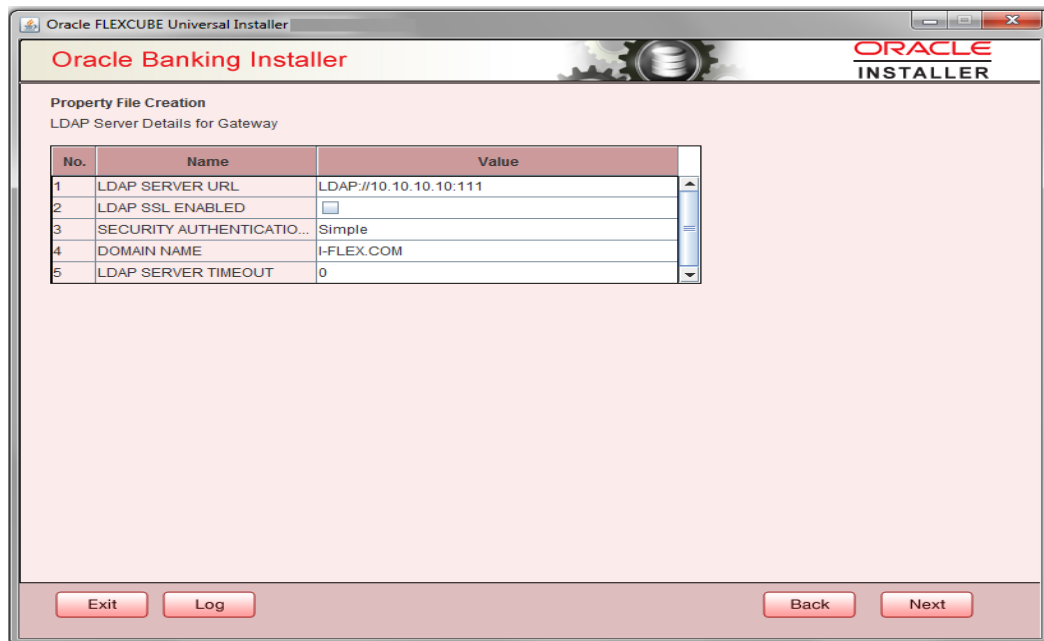 Oracle FLEXCUBE Universal Installer
Oracle Banking Installer
ORACLE
INSTALLER
Property File Creation
LDAP Server Details for Gateway
No. Name Value
1 LDAP SERVER URL LDAP://10.10.10.10:111
2 LDAP SSL ENABLED
3 SECURITY AUTHENTICATIO... Simple
4 DOMAIN NAME I-FLEX.COM
5 LDAP SERVER TIMEOUT 0
Exit Log Back Next